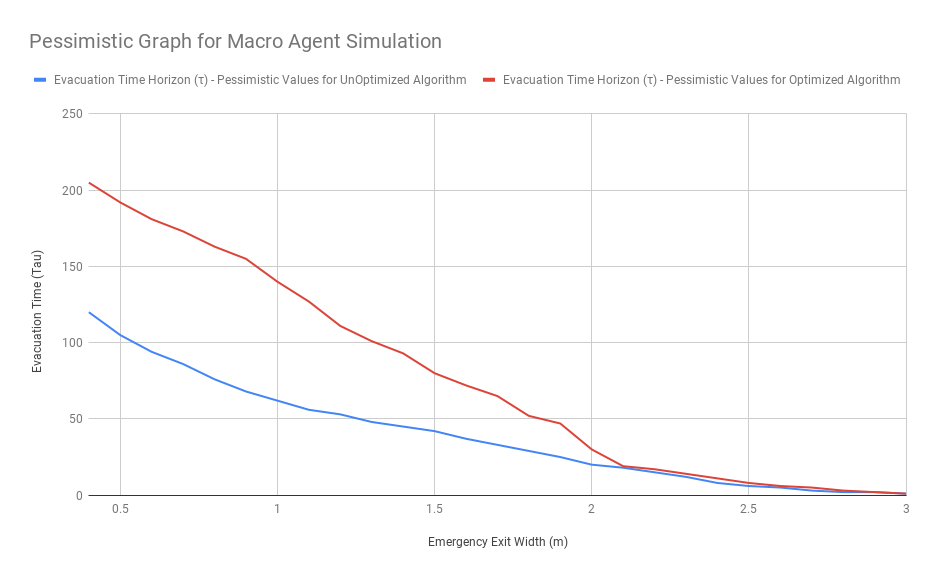 Pessimistic Graph for Macro Agent Simulation
Evacuation Time Horizon (τ) - Pessimistic Values for UnOptimized Algorithm
Evacuation Time Horizon (τ) - Pessimistic Values for Optimized Algorithm
250
200
150
100
50
0
Evacuation Time (Tau)
0.5
1
1.5
2
2.5
3
Emergency Exit Width (m)